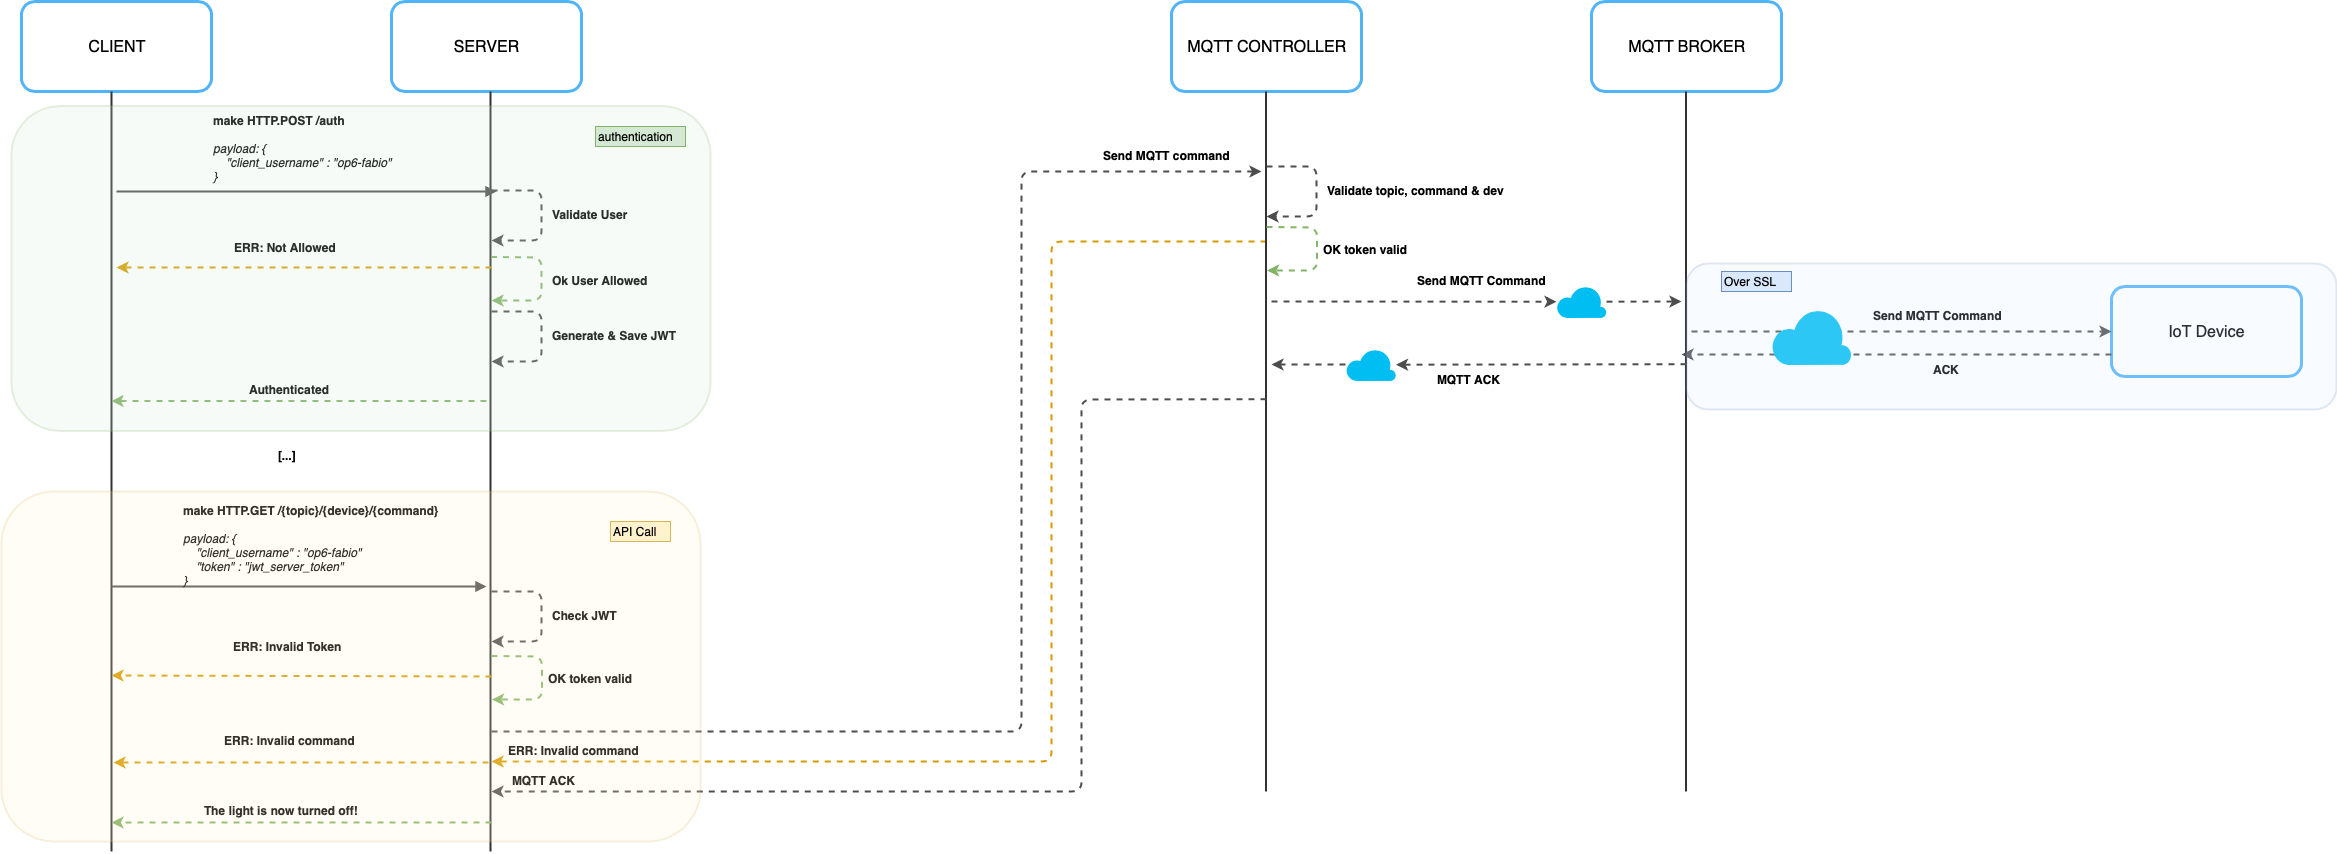 CLIENT
SERVER
MQTT CONTROLLER
MQTT BROKER
make HTTP.POST /auth
payload: {
"client_username" : "op6-fabio"
}
authentication
Validate User
ERR: Not Allowed
Ok User Allowed
Generate & Save JWT
Authenticated
[...]
Send MQTT command
Validate topic, command & dev
OK token valid
Send MQTT Command
MQTT ACK
Over SSL
Send MQTT Command
ACK
IoT Device
make HTTP.GET /{topic}/{device}/{command}
payload: {
"client_username" : "op6-fabio"
"token" : "jwt_server_token"
}
API Call
Check JWT
ERR: Invalid Token
OK token valid
ERR: Invalid command
ERR: Invalid command
MQTT ACK
The light is now turned off!